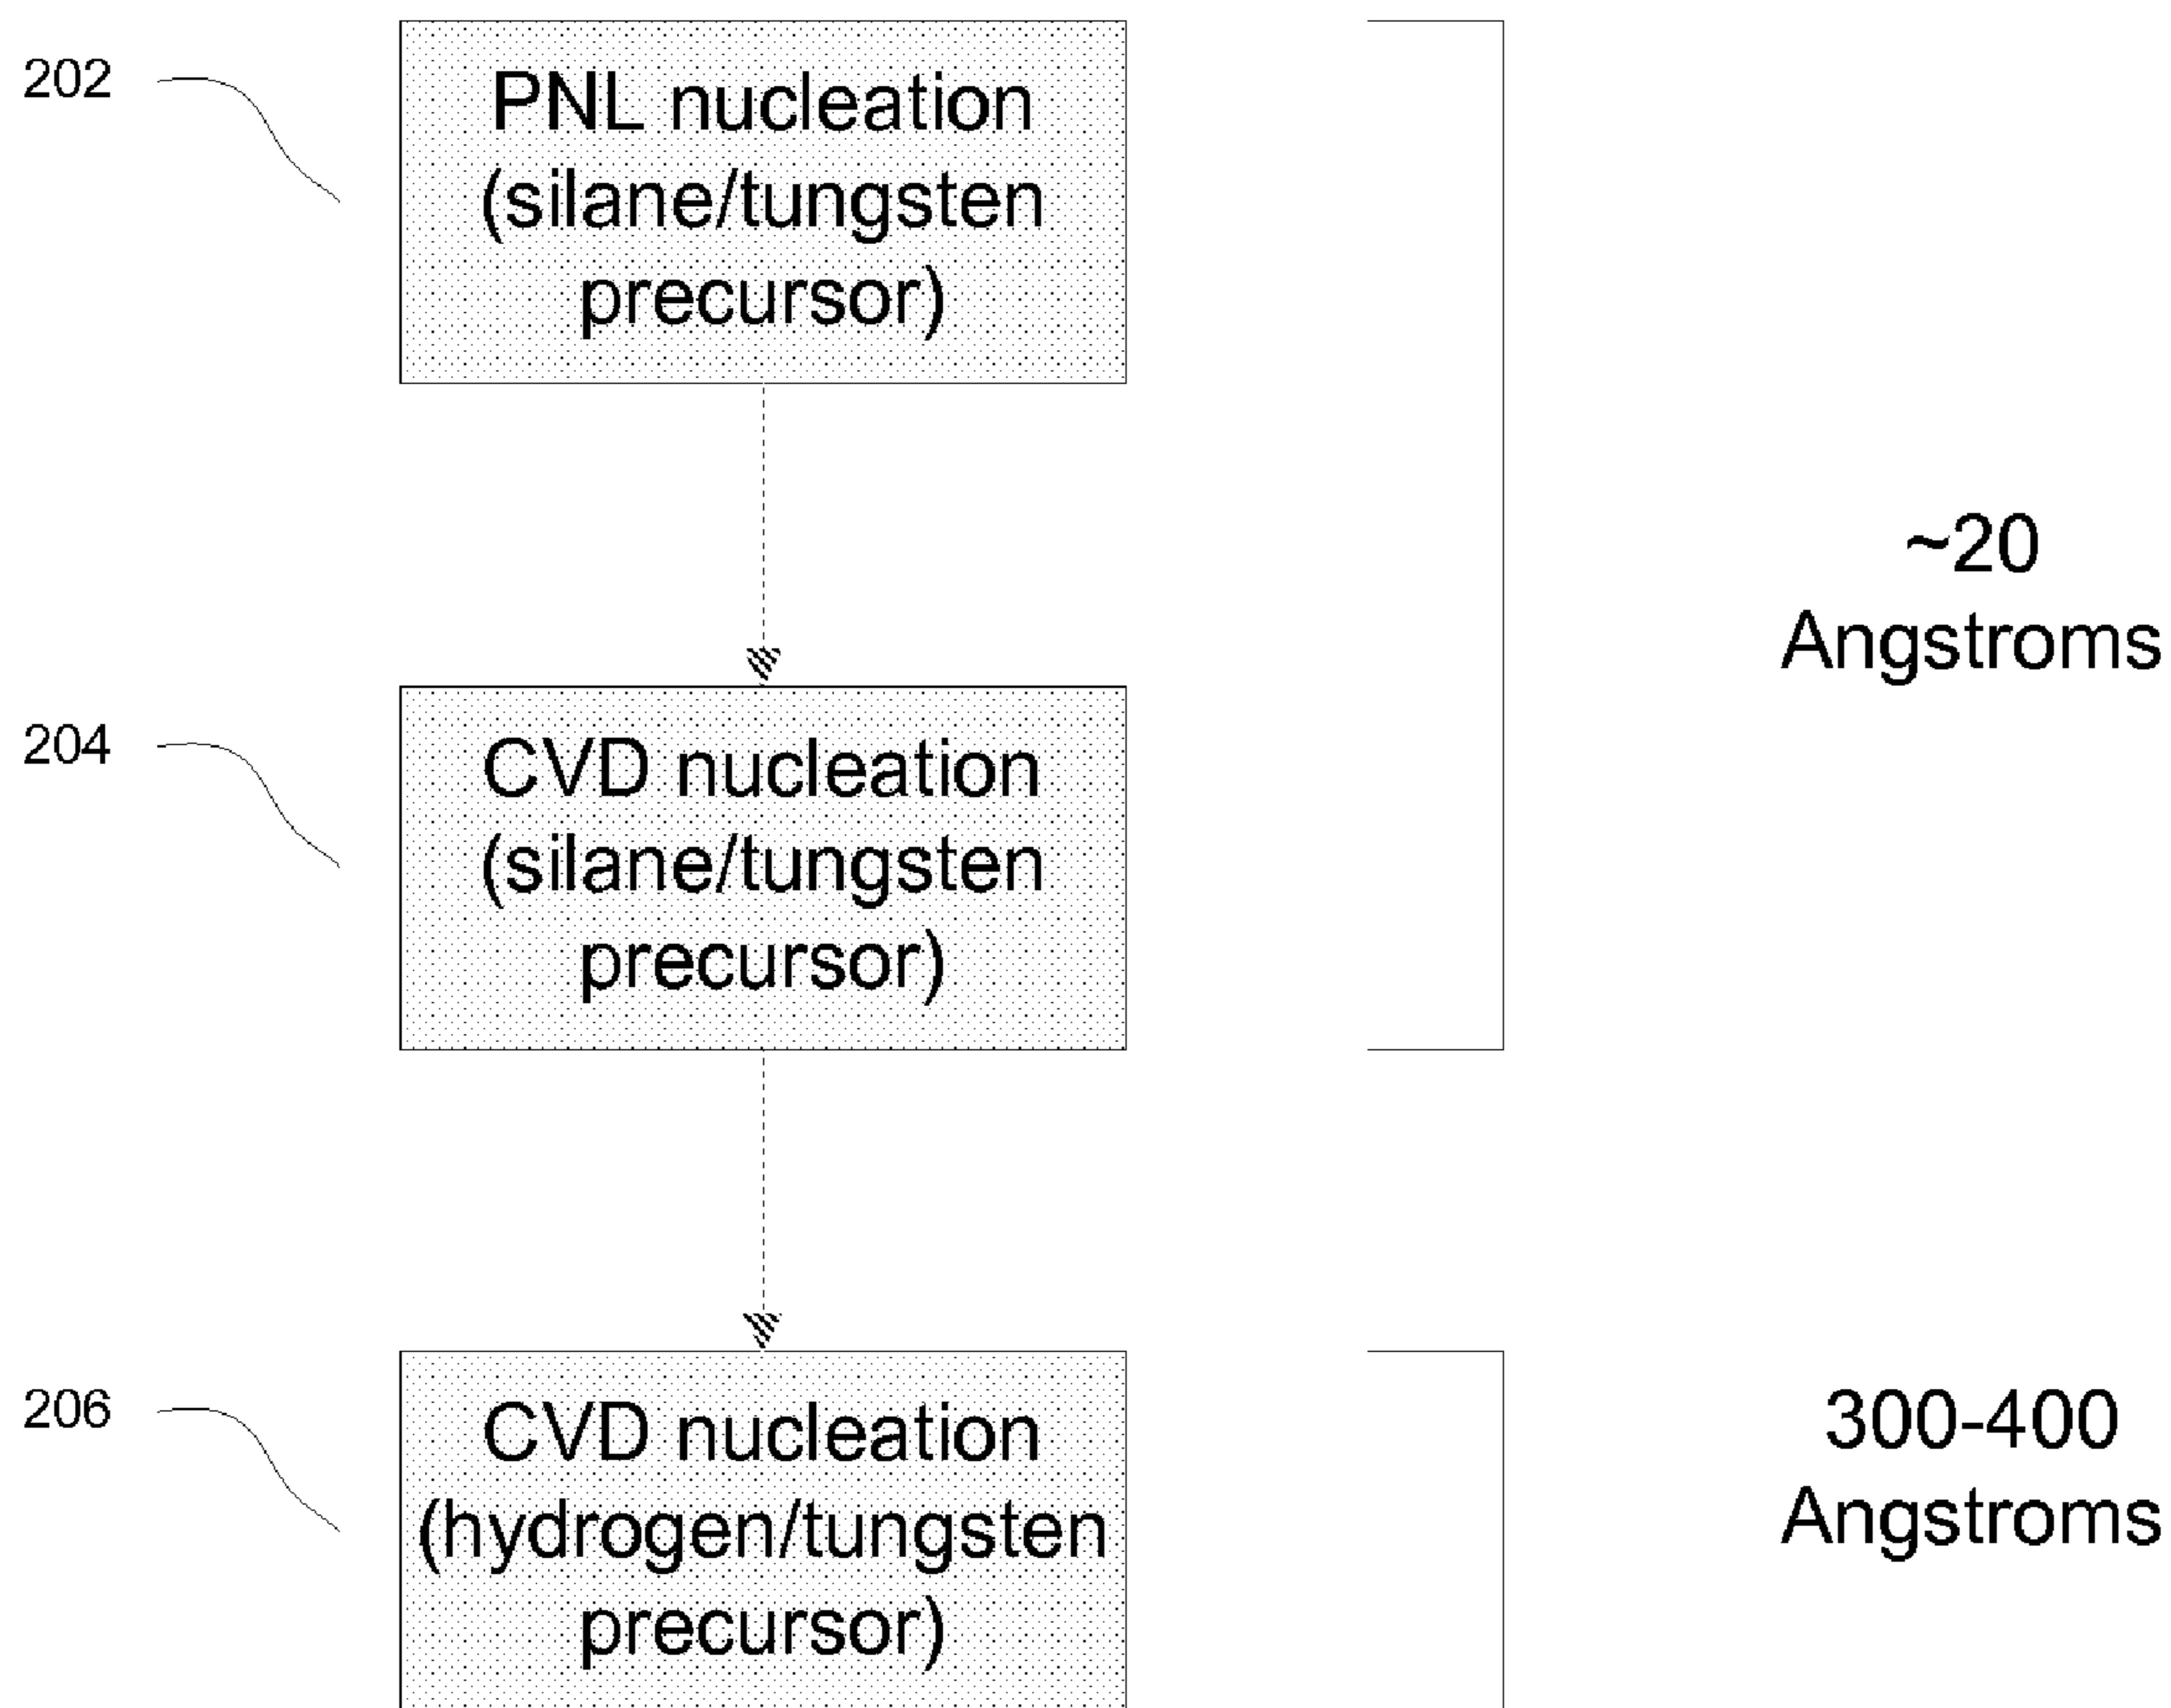 202
PNL nucleation
(silane/tungsten
precursor)
~20
Angstroms
204
CVD nucleation
(silane/tungsten
precursor)
206
CVD nucleation
(hydrogen/tungsten
precursor)
300-400
Angstroms